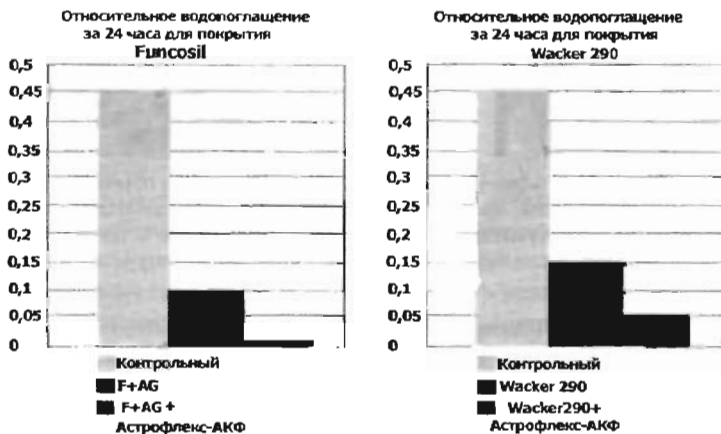 Относительное водопоглащение
за 24 часа для покрытия
Funcosil
0,5
0,45
0,4
0,35
0,3
0,25
0,2
0,15
0,1
0,05
0
Контрольный
F+AG
F+AG +
Астрофлекс-АКФ
Относительное водопоглащение
за 24 часа для покрытия
Wacker 290
0,5
0,45
0,4
0,35
0,3
0,25
0,2
0,15
0,1
0,05
0
Контрольный
Wacker 290
Wacker290+
Астрофлекс-АКФ